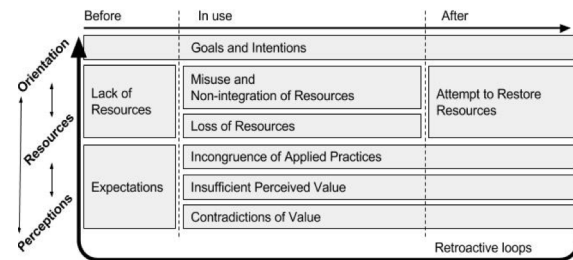 Before
In use
After
Orientation
Resources
Perceptions
Goals and Intentions
Lack of
Resources
Misuse and
Non-integration of Resources
Loss of Resources
Attempt to Restore
Resources
Expectations
Incongruence of Applied Practices
Insufficient Perceived Value
Contradictions of Value
Retroactive loops